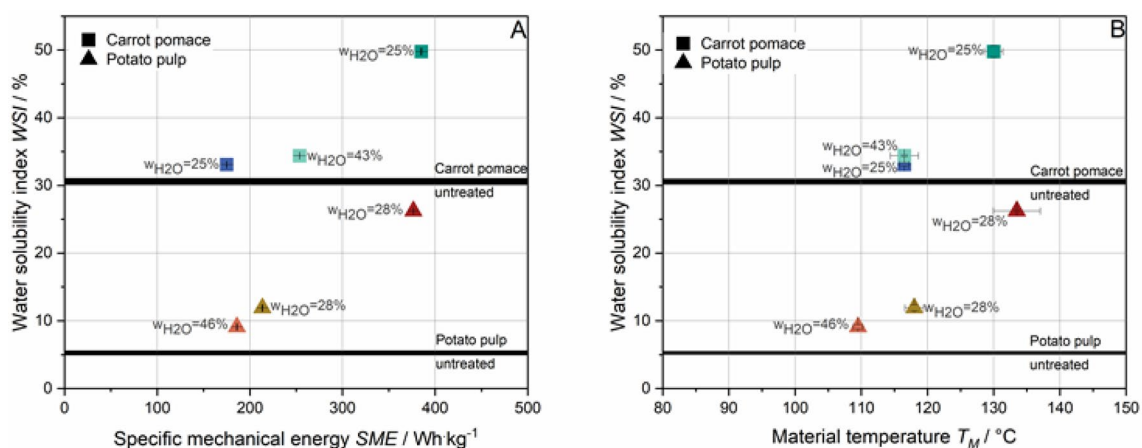 A
Carrot pomace
Potato pulp
wH2O=25%
wH2O=25%
wH2O=43%
Carrot pomace
untreated
wH2O=28%
wH2O=28%
wH2O=46%
Potato pulp
untreated
50
40
30
20
10
0
0 100 200 300 400 500
Water solubility index WSI / %
Specific mechanical energy SME / Wh·kg-1
B
Carrot pomace
Potato pulp
wH2O=25%
wH2O=43%
wH2O=25%
Carrot pomace
untreated
wH2O=28%
wH2O=28%
wH2O=46%
Potato pulp
untreated
50
40
30
20
10
0
80 90 100 110 120 130 140 150
Water solubility index WSI / %
Material temperature TM / °C